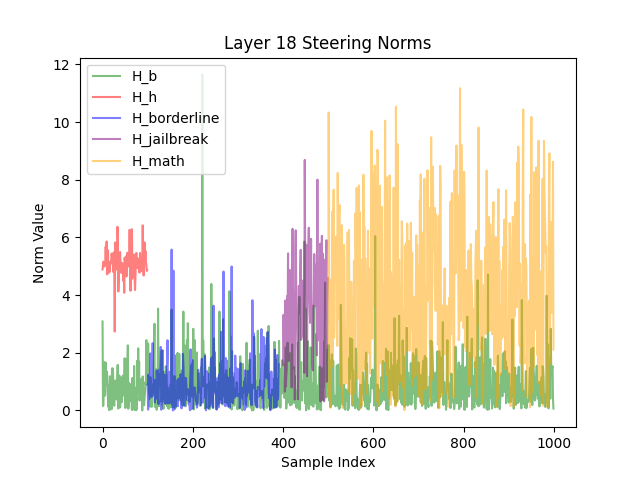 Layer 18 Steering Norms
12
10
8
6
4
2
0
Norm Value
H_b
H_h
H_borderline
H_jailbreak
H_math
0
200
400
600
800
1000
Sample Index